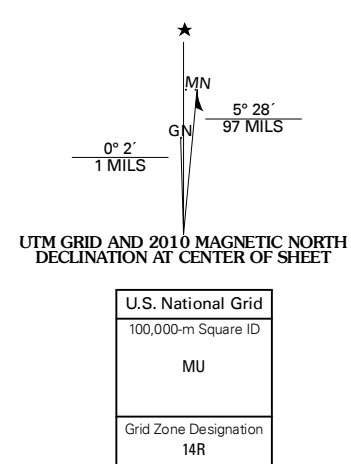 MN
5° 28´
97 MILS
GN
0° 2´
1 MILS
UTM GRID AND 2010 MAGNETIC NORTH
DECLINATION AT CENTER OF SHEET
U.S. National Grid
100,000-m Square ID
MU
Grid Zone Designation
14R